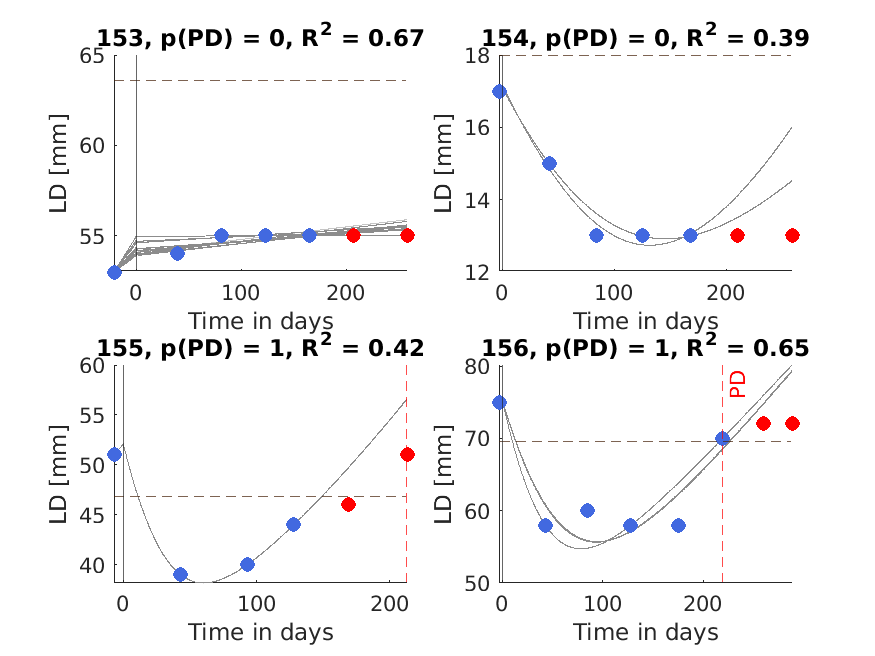 153, p(PD) = 0, R² = 0.67
65
60
55
LD [mm]
0
100
200
Time in days
154, p(PD) = 0, R² = 0.39
18
16
14
12
LD [mm]
0
100
200
Time in days
155, p(PD) = 1, R² = 0.42
60
55
50
45
40
LD [mm]
0
100
200
Time in days
156, p(PD) = 1, R² = 0.65
80
70
60
50
LD [mm]
PD
0
100
200
Time in days